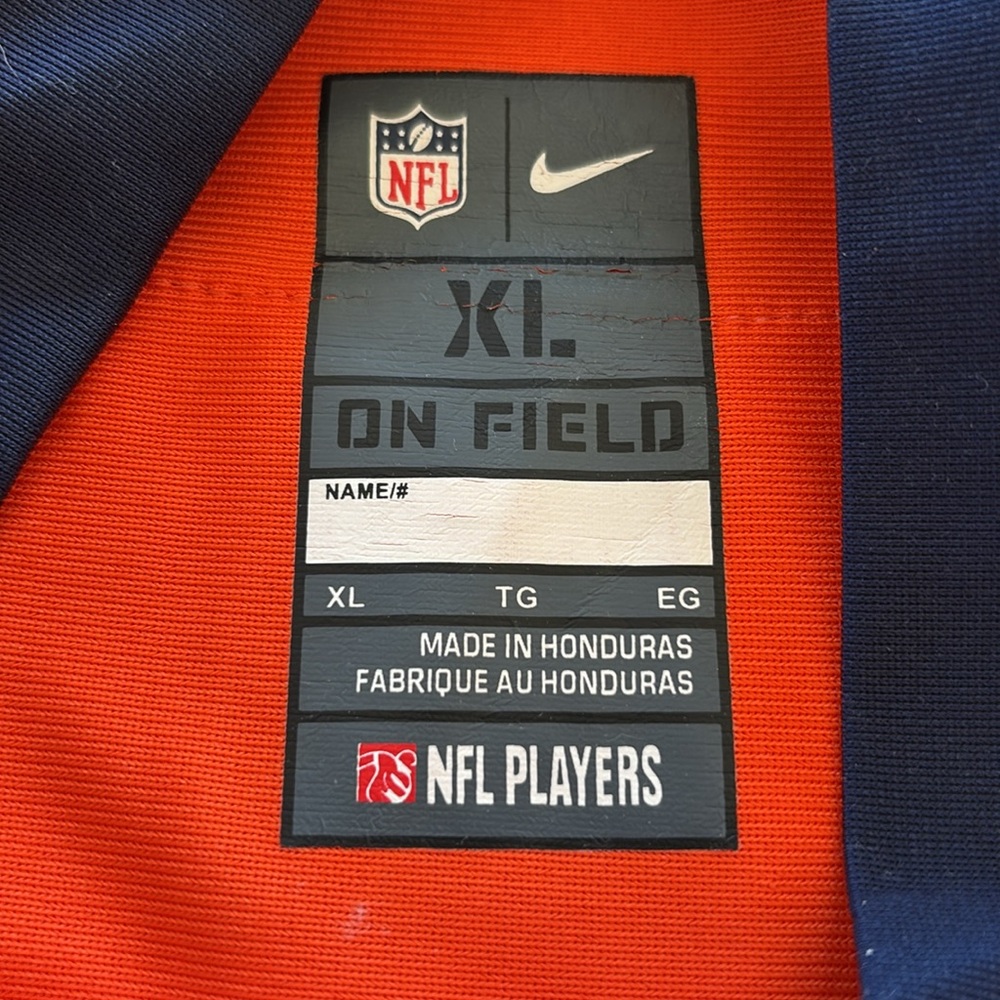 NFL
XL
ON FIELD
NAME/#
XL TG EG
MADE IN HONDURAS
FABRIQUE AU HONDURAS
NFL PLAYERS